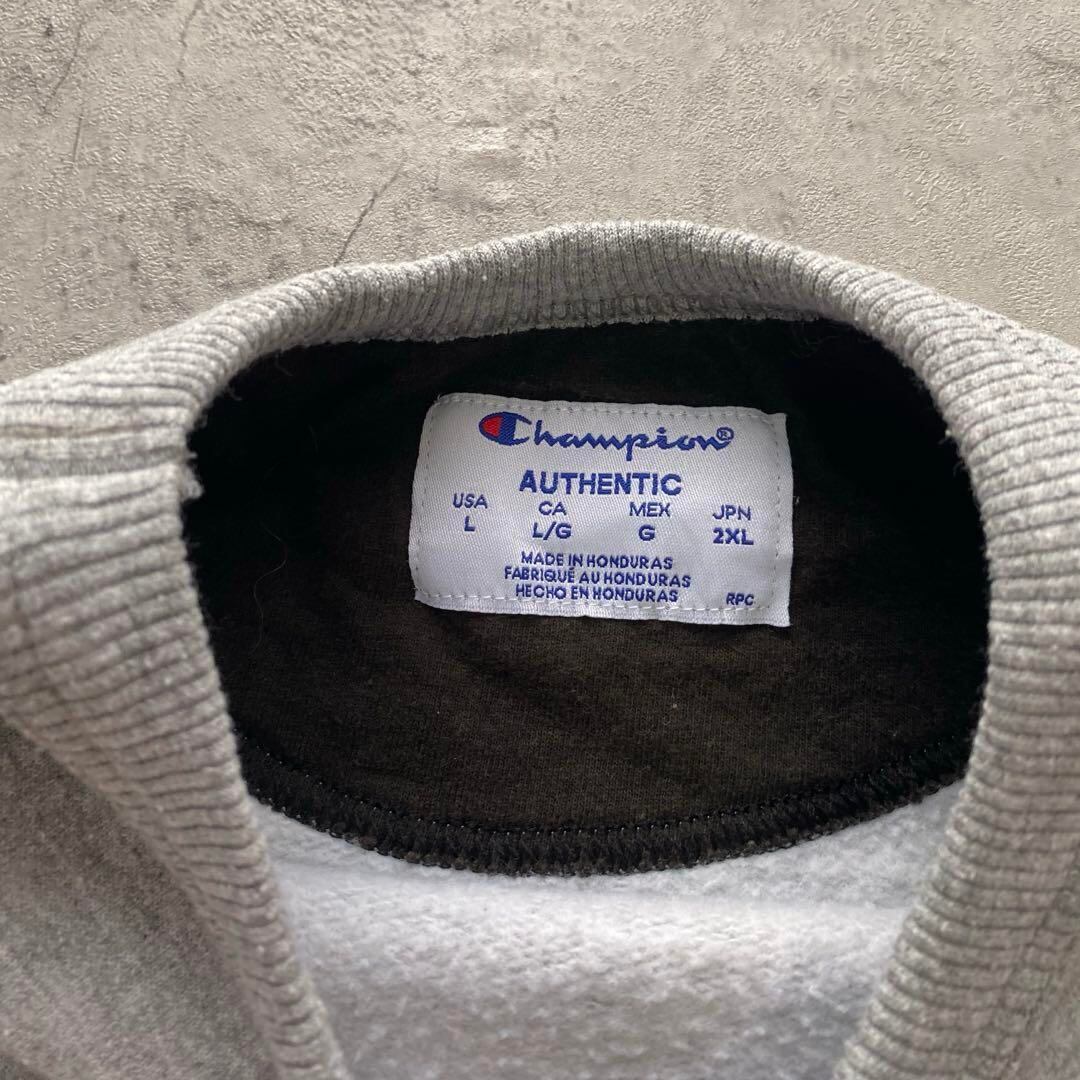 Champion®
AUTHENTIC
USA CA MEX JPN
L L/G G 2XL
MADE IN HONDURAS
FABRIQUÉ AU HONDURAS
HECHO EN HONDURAS RPC